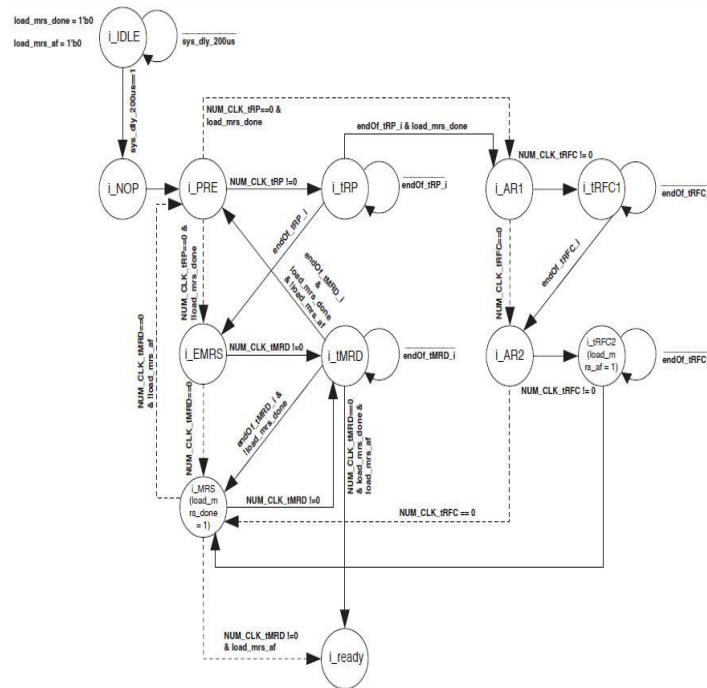 load_mrs_done = 1'b0
load_mrs_af = 1'b0
i_IDLE
sys_dly_200us
sys_dly_200us==1
NUM_CLK_tRP==0 &
load_mrs_done
endOf_tRP_i & load_mrs_done
NUM_CLK_tRFC != 0
i_NOP
i_PRE
NUM_CLK_tRP !=0
i_tRP
endOf_tRP_i
i_AR1
i_tRFC1
endOf_tRFC_
endOf_tRP_i
NUM_CLK_tRP==0 &
!load_mrs_done
endOf_tMRD_i
&
load_mrs_done
& !load_mrs_af
NUM_CLK_tRFC==0
endOf_tRFC_i
NUM_CLK_tMRD==0
& !load_mrs_af
i_EMRS
NUM_CLK_tMRD !=0
i_tMRD
endOf_tMRD_i
i_AR2
i_tRFC2
(load_m
rs_af = 1)
endOf_tRFC
NUM_CLK_tRFC != 0
NUM_CLK_tMRD==0
endOf_tMRD_i &
!load_mrs_done
NUM_CLK_tMRD==0
& load_mrs_done &
load_mrs_af
i_MRS
(load_m
rs_done
= 1)
NUM_CLK_tMRD !=0
NUM_CLK_tRFC == 0
NUM_CLK_tMRD !=0
& load_mrs_af
i_ready